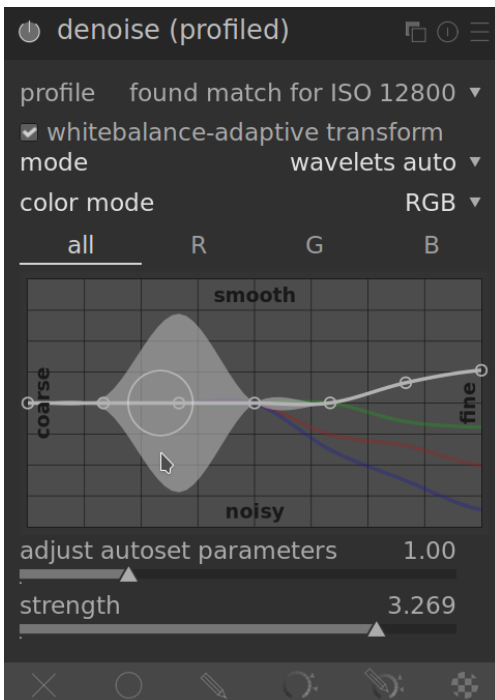 denoise (profiled)
profile found match for ISO 12800
whitebalance-adaptive transform
mode wavelets auto
color mode RGB
all R G B
smooth
coarse
fine
noisy
adjust autoset parameters 1.00
strength 3.269